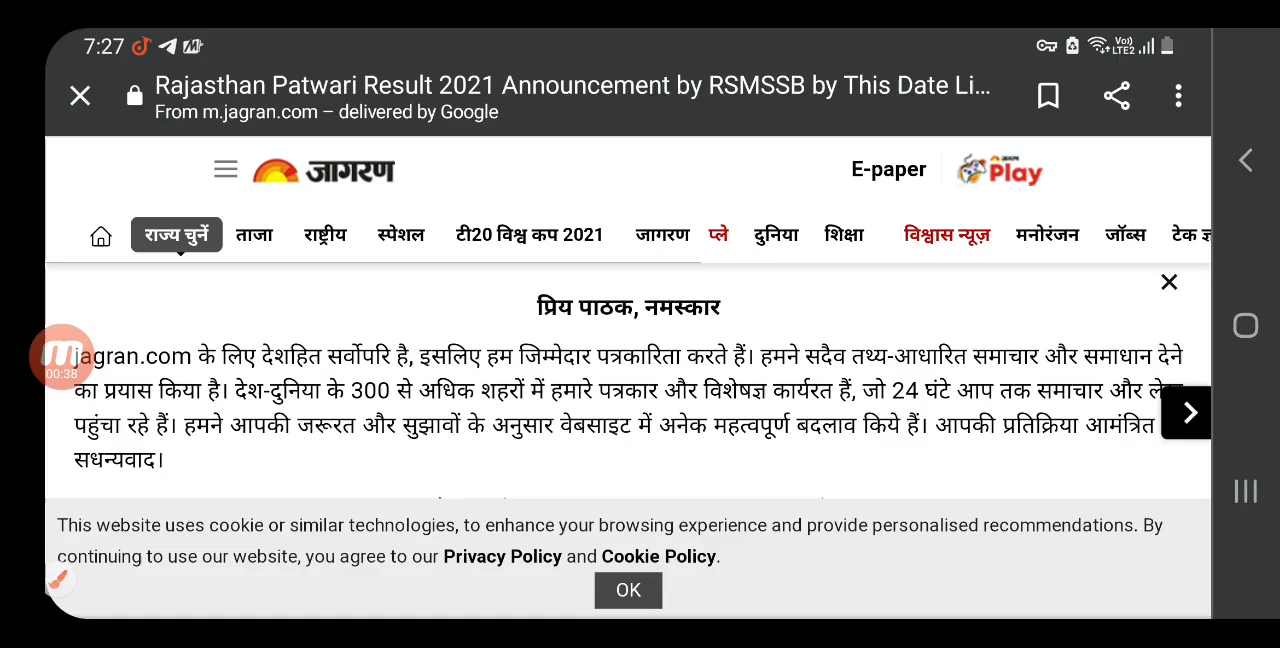 7:27
Vo)) LTE2
Rajasthan Patwari Result 2021 Announcement by RSMSSB by This Date Li...
From m.jagran.com – delivered by Google
जागरण
E-paper
Play
राज्य चुनें ताजा राष्ट्रीय स्पेशल टी20 विश्व कप 2021 जागरण प्ले दुनिया शिक्षा विश्वास न्यूज़ मनोरंजन जॉब्स टेक
प्रिय पाठक, नमस्कार
jagran.com के लिए देशहित सर्वोपरि है, इसलिए हम जिम्मेदार पत्रकारिता करते हैं। हमने सदैव तथ्य-आधारित समाचार और समाधान देने
00:38
का प्रयास किया है। देश-दुनिया के 300 से अधिक शहरों में हमारे पत्रकार और विशेषज्ञ कार्यरत हैं, जो 24 घंटे आप तक समाचार और
पहुंचा रहे हैं। हमने आपकी जरूरत और सुझावों के अनुसार वेबसाइट में अनेक महत्वपूर्ण बदलाव किये हैं। आपकी प्रतिक्रिया आमंत्रित
सधन्यवाद।
This website uses cookie or similar technologies, to enhance your browsing experience and provide personalised recommendations. By
continuing to use our website, you agree to our Privacy Policy and Cookie Policy.
OK